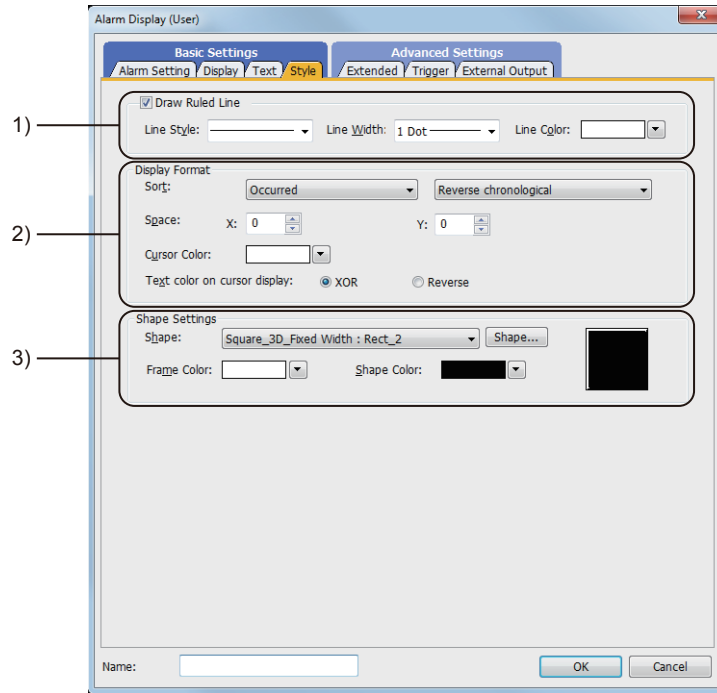 Alarm Display (User)
x
Basic Settings Advanced Settings
Alarm Setting Display Text Style Extended Trigger External Output
1)
Draw Ruled Line
Line Style: Line Width: 1 Dot Line Color:
2)
Display Format
Sort: Occurred Reverse chronological
Space: X: 0 Y: 0
Cursor Color:
Text color on cursor display: XOR Reverse
3)
Shape Settings
Shape: Square_3D_Fixed Width : Rect_2 Shape...
Frame Color: Shape Color:
Name: OK Cancel